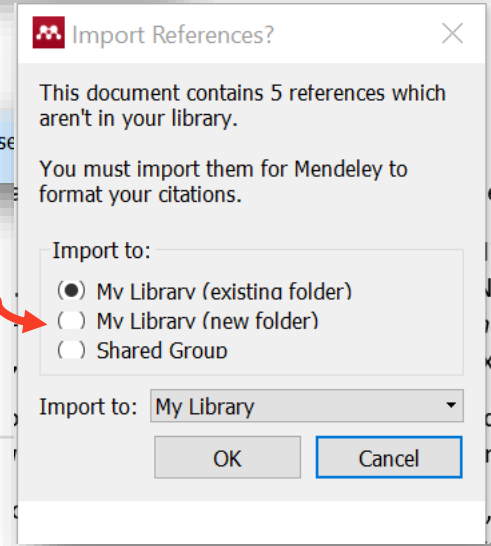 Import References?
This document contains 5 references which
aren't in your library.
se
You must import them for Mendeley to
format your citations.
Import to:
My Library (existing folder)
My Library (new folder)
Shared Group
Import to: My Library
OK Cancel